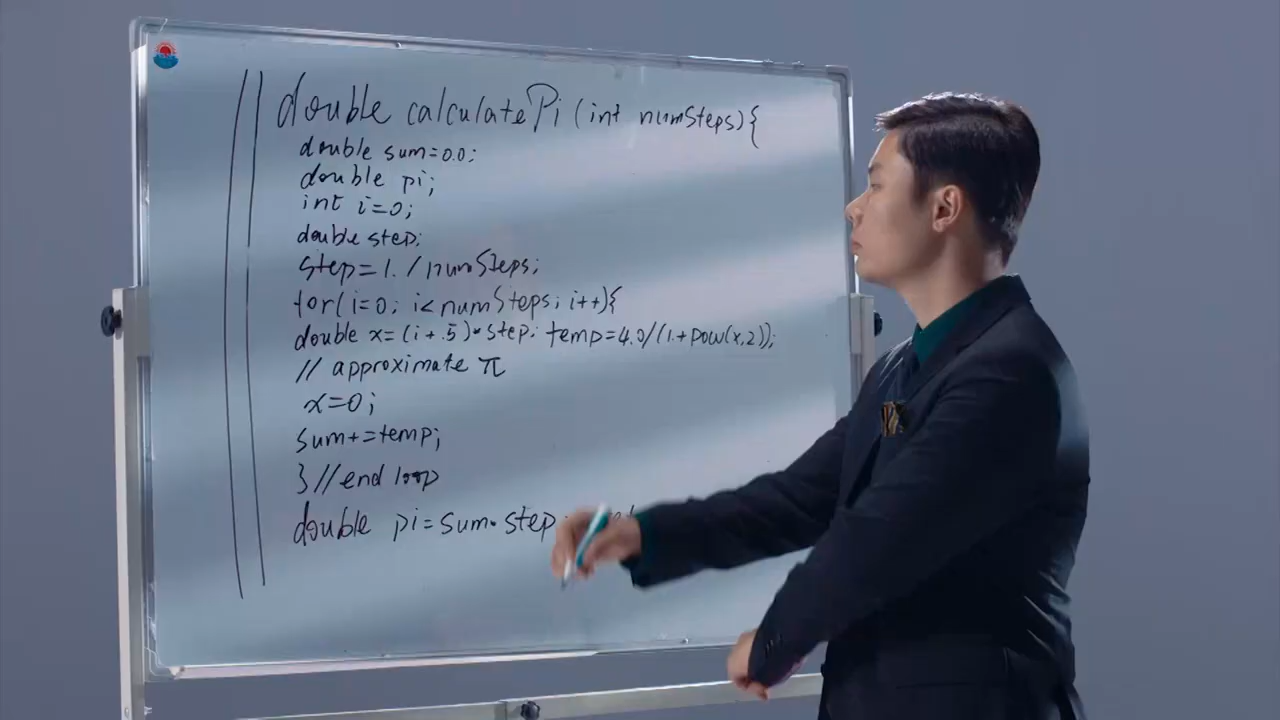 double calculatePi (int numSteps){
double sum=0.0;
double pi;
int i=0;
double step;
step=1./numSteps;
for(i=0; i<numSteps; i++){
double x=(i+.5)*step; temp=4.0/(1.+pow(x,2));
// approximate π
x=0;
sum+=temp;
} //end loop
double pi=sum*step